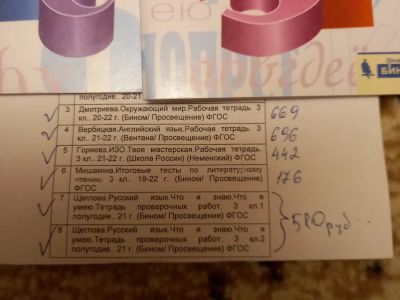 полугодие. 20-21
3 Дмитриева.Окружающий мир.Рабочая тетрадь. 3 669
кл.. 20-22 г. (Бином/ Просвещение) ФГОС
4 Вербицкая.Английский язык.Рабочая тетрадь. 3 696
кл.. 21-22 г. (Вентана/ Просвещение) ФГОС
5 Горяева.ИЗО.Твоя мастерская.Рабочая тетрадь. 442
3 кл.. 21-22 г. (Школа России) (Неменский) ФГОС
6 Мишакина.Итоговые тесты по литературному 176
чтению. 3 кл.. 19-22 г. (Бином/ Просвещение) ФГОС
7 Щеглова.Русский язык.Что я знаю.Что я
умею.Тетрадь проверочных работ. 3 кл.1
полугодие.. 21 г. (Бином/ Просвещение) ФГОС
580 руб
8 Щеглова.Русский язык.Что я знаю.Что я
умею.Тетрадь проверочных работ. 3 кл.2
полугодие.. 21 г. (Бином/ Просвещение) ФГОС